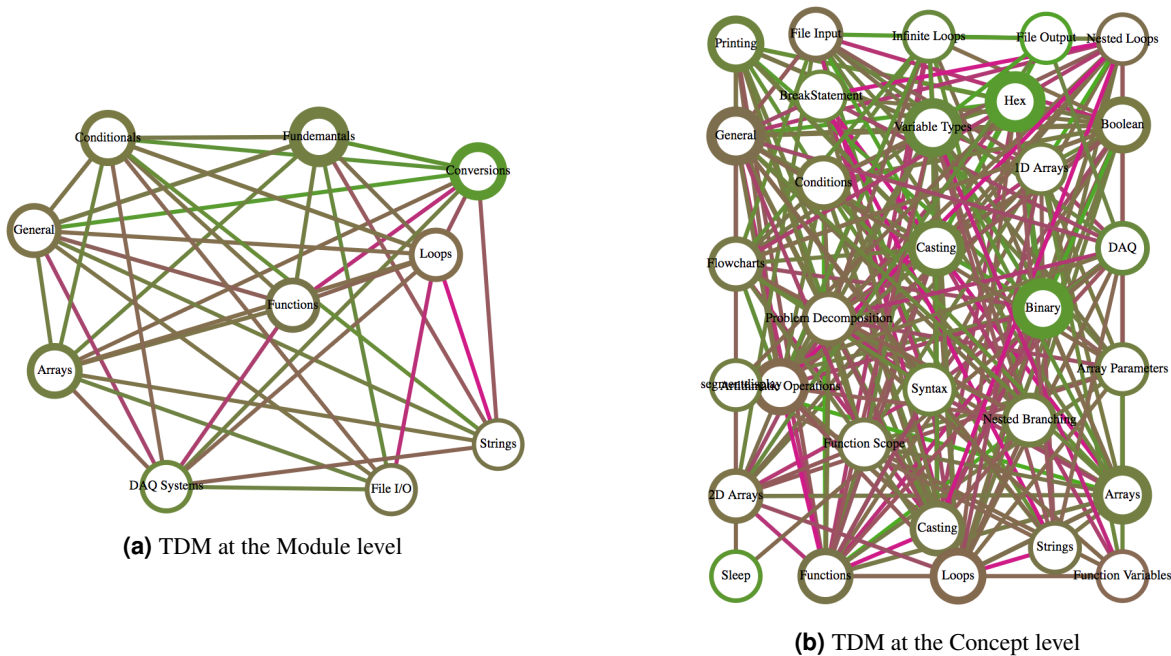 Conditionals
Fundemantals
Conversions
General
Loops
Functions
Arrays
Strings
DAQ Systems
File I/O
(a) TDM at the Module level
Printing
File Input
Infinite Loops
File Output
Nested Loops
BreakStatement
Hex
General
Variable Types
Boolean
1D Arrays
Conditions
Flowcharts
Casting
DAQ
Binary
Problem Decomposition
segmentdisplay
Arithmatic Operations
Syntax
Array Parameters
Nested Branching
Function Scope
2D Arrays
Arrays
Casting
Strings
Sleep
Functions
Loops
Function Variables
(b) TDM at the Concept level